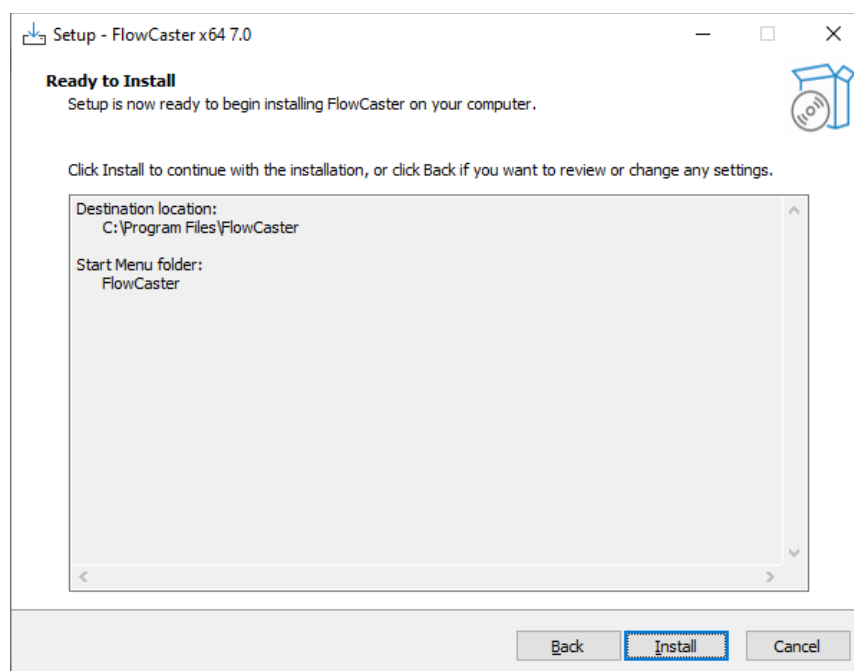 Setup - FlowCaster x64 7.0
Ready to Install
Setup is now ready to begin installing FlowCaster on your computer.
Click Install to continue with the installation, or click Back if you want to review or change any settings.
Destination location:
C:\Program Files\FlowCaster
Start Menu folder:
FlowCaster
Back
Install
Cancel